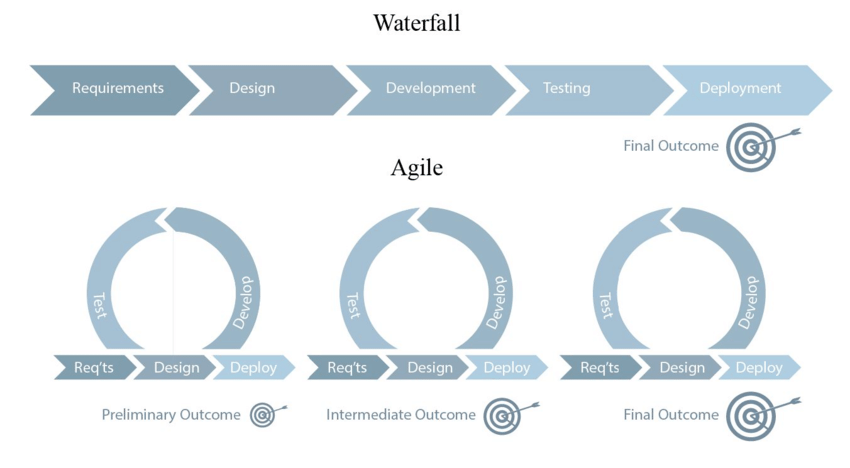 Waterfall
Requirements Design Development Testing Deployment
Final Outcome
Agile
Test Develop Test Develop Test Develop
Req'ts Design Deploy Req'ts Design Deploy Req'ts Design Deploy
Preliminary Outcome Intermediate Outcome Final Outcome